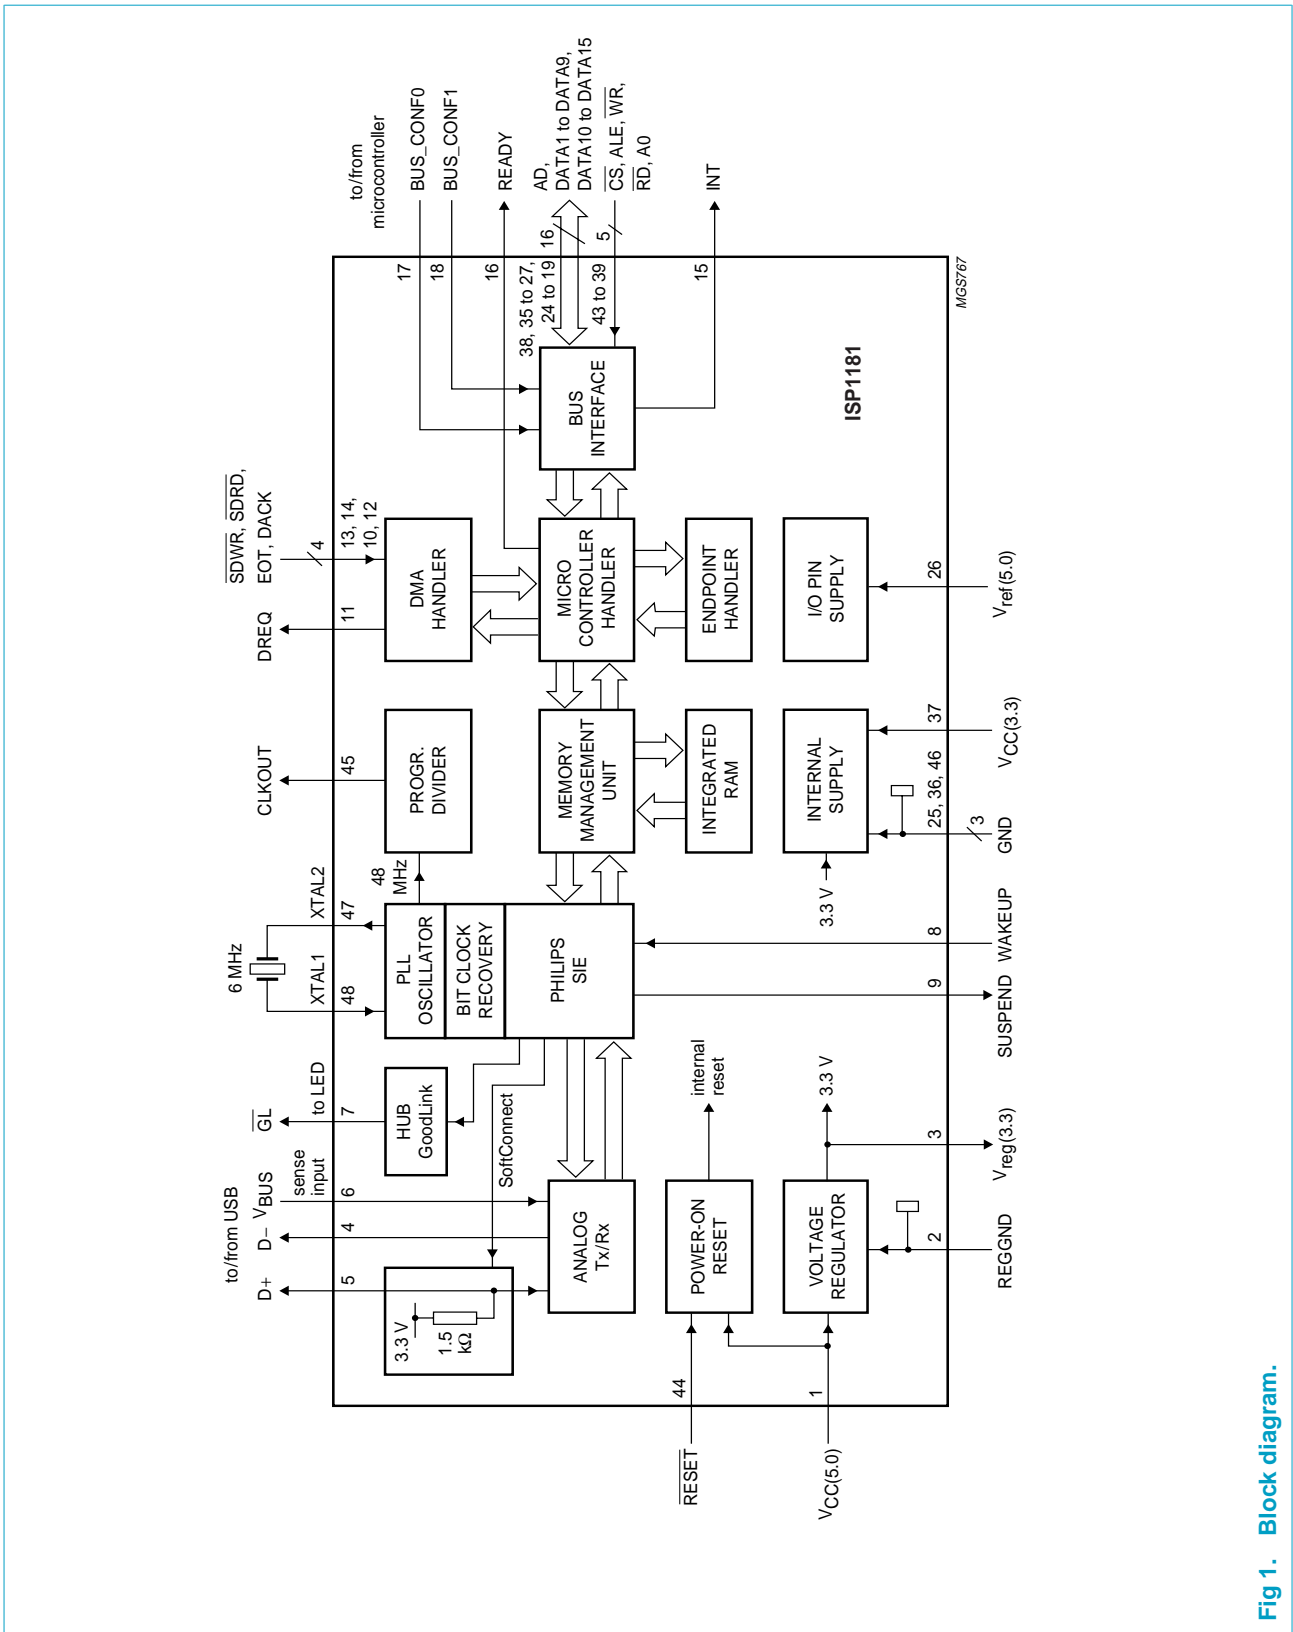 to/from USB
D+
D−
VBUS
sense
input
GL
to LED
6 MHz
XTAL1
XTAL2
CLKOUT
DREQ
SDWR, SDRD,
EOT, DACK
to/from
microcontroller
5
4
6
7
48
47
45
11
4
13, 14,
10, 12
3.3 V
1.5
kΩ
HUB
GoodLink
SoftConnect
PLL
OSCILLATOR
BIT CLOCK
RECOVERY
PHILIPS
SIE
48
MHz
PROGR.
DIVIDER
DMA
HANDLER
17
BUS_CONF0
18
BUS_CONF1
16
READY
38, 35 to 27,
24 to 19
16
AD,
DATA1 to DATA9,
DATA10 to DATA15
43 to 39
5
CS, ALE, WR,
RD, A0
15
INT
ANALOG
Tx/Rx
MEMORY
MANAGEMENT
UNIT
MICRO
CONTROLLER
HANDLER
BUS
INTERFACE
RESET
44
POWER-ON
RESET
internal
reset
INTEGRATED
RAM
ENDPOINT
HANDLER
VCC(5.0)
1
VOLTAGE
REGULATOR
3.3 V
3.3 V
INTERNAL
SUPPLY
I/O PIN
SUPPLY
ISP1181
2
3
9
8
25, 36, 46
37
26
3
REGGND
Vreg(3.3)
SUSPEND
WAKEUP
GND
VCC(3.3)
Vref(5.0)
MGS767
Fig 1. Block diagram.